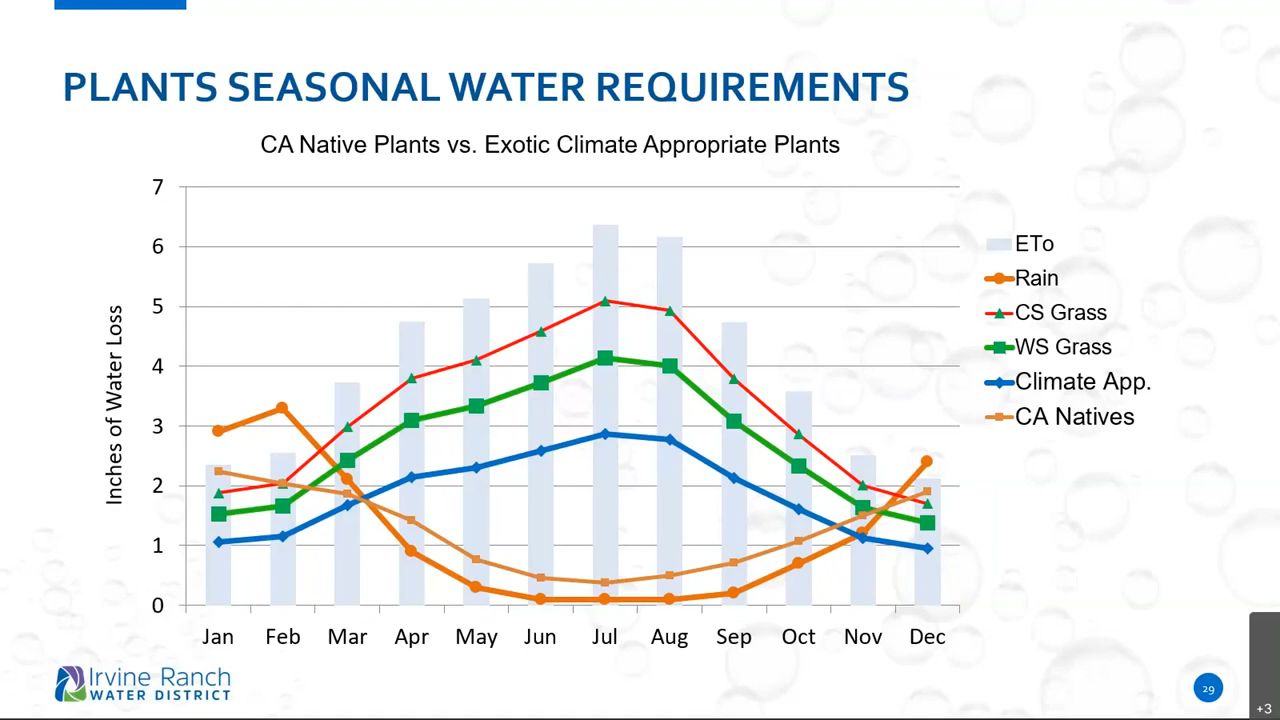 PLANTS SEASONAL WATER REQUIREMENTS
CA Native Plants vs. Exotic Climate Appropriate Plants
Inches of Water Loss
7
6
5
4
3
2
1
0
Jan Feb Mar Apr May Jun Jul Aug Sep Oct Nov Dec
ETo
Rain
CS Grass
WS Grass
Climate App.
CA Natives
Irvine Ranch
WATER DISTRICT
29
+3